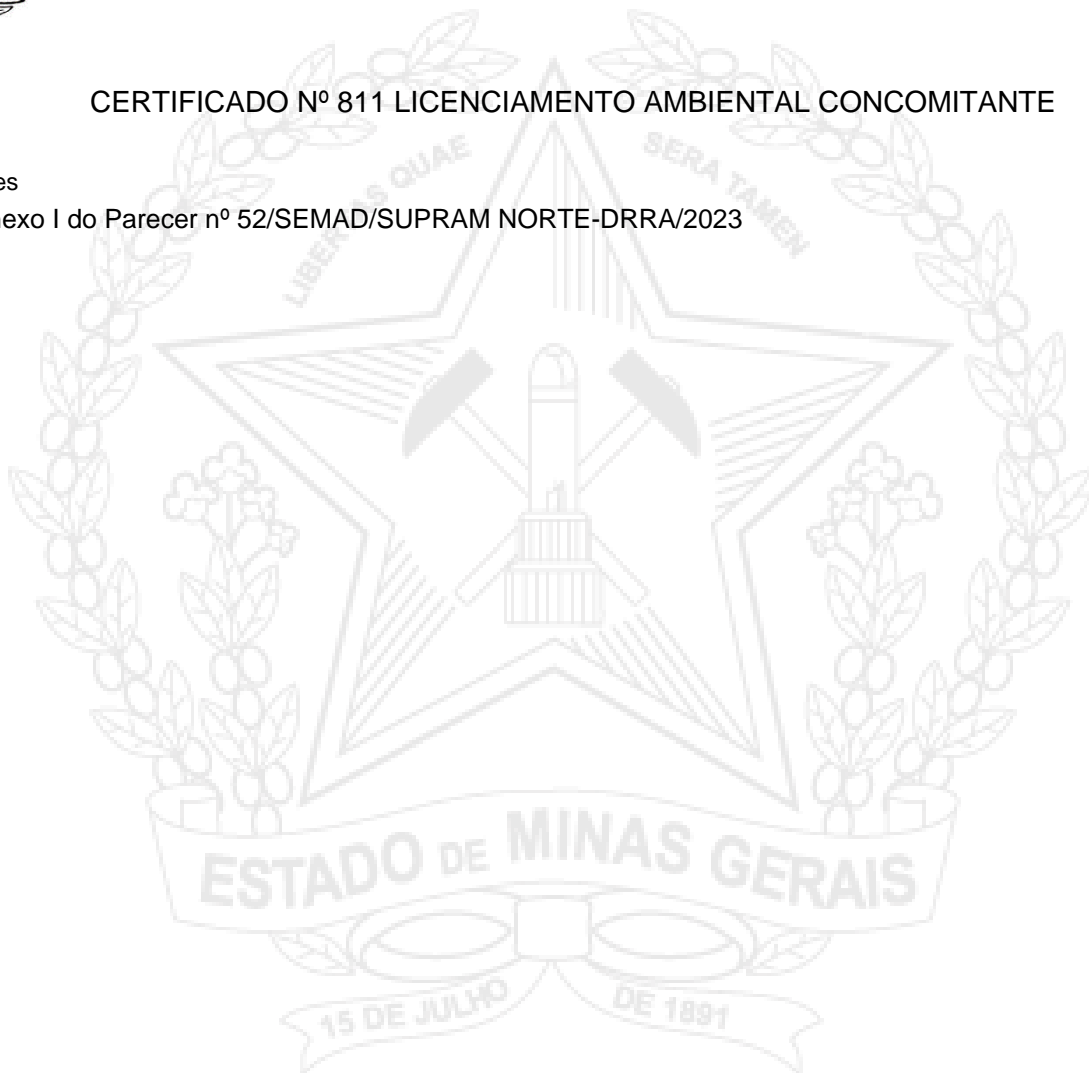 CERTIFICADO Nº 811 LICENCIAMENTO AMBIENTAL CONCOMITANTE
es
exo I do Parecer nº 52/SEMAD/SUPRAM NORTE-DRRA/2023
LIBERTAS QUAE SERA TAMEN
ESTADO DE MINAS GERAIS
15 DE JULHO DE 1891